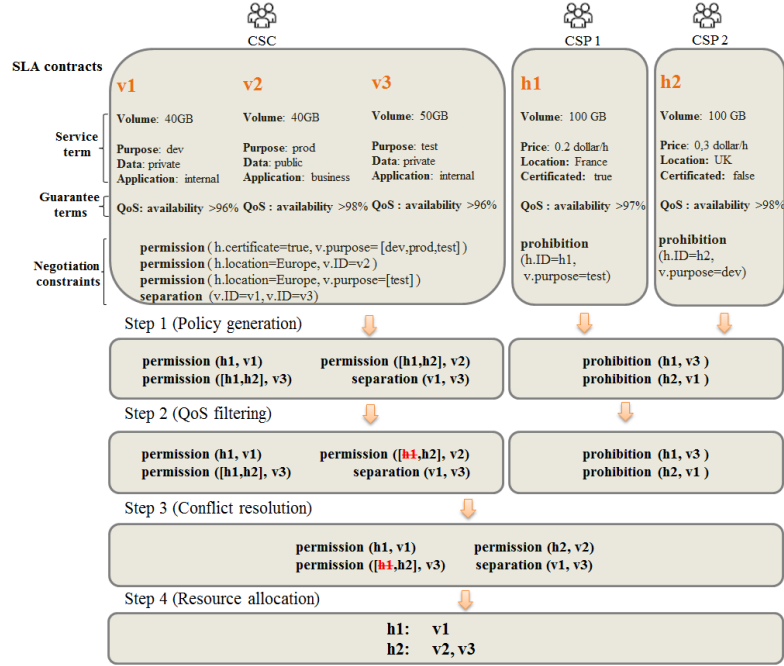 CSC
CSP 1
CSP 2
SLA contracts
v1
v2
v3
h1
h2
Service term
Volume: 40GB
Purpose: dev
Data: private
Application: internal
Volume: 40GB
Purpose: prod
Data: public
Application: business
Volume: 50GB
Purpose: test
Data: private
Application: internal
Volume: 100 GB
Price: 0.2 dollar/h
Location: France
Certificated: true
Volume: 100 GB
Price: 0,3 dollar/h
Location: UK
Certificated: false
Guarantee terms
QoS: availability >96%
QoS : availability >98%
QoS : availability >96%
QoS: availability >97%
QoS: availability >98%
Negotiation constraints
permission ( h.certificate=true, v.purpose= [dev,prod,test] )
permission ( h.location=Europe, v.ID=v2 )
permission ( h.location=Europe, v.purpose=[test] )
separation (v.ID=v1, v.ID=v3)
prohibition
(h.ID=h1,
v.purpose=test)
prohibition
(h.ID=h2,
v.purpose=dev)
Step 1 (Policy generation)
permission (h1, v1)
permission ([h1,h2], v2)
permission ([h1,h2], v3)
separation (v1, v3)
prohibition (h1, v3 )
prohibition (h2, v1 )
Step 2 (QoS filtering)
permission (h1, v1)
permission ([h1,h2], v2)
permission ([h1,h2], v3)
separation (v1, v3)
prohibition (h1, v3 )
prohibition (h2, v1 )
Step 3 (Conflict resolution)
permission (h1, v1)
permission (h2, v2)
permission ([h1,h2], v3)
separation (v1, v3)
Step 4 (Resource allocation)
h1: v1
h2: v2, v3